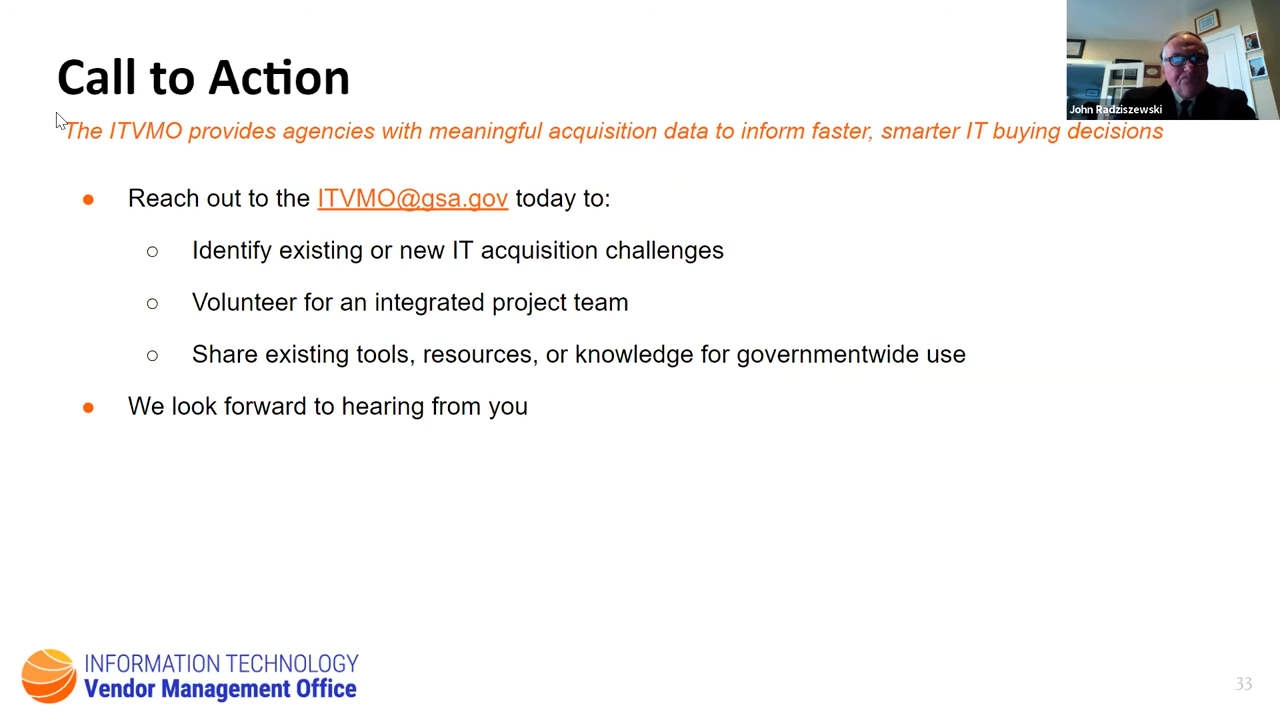 Call to Action
John Radziszewski
The ITVMO provides agencies with meaningful acquisition data to inform faster, smarter IT buying decisions
● Reach out to the ITVMO@gsa.gov today to:
○ Identify existing or new IT acquisition challenges
○ Volunteer for an integrated project team
○ Share existing tools, resources, or knowledge for governmentwide use
● We look forward to hearing from you
INFORMATION TECHNOLOGY
Vendor Management Office
33